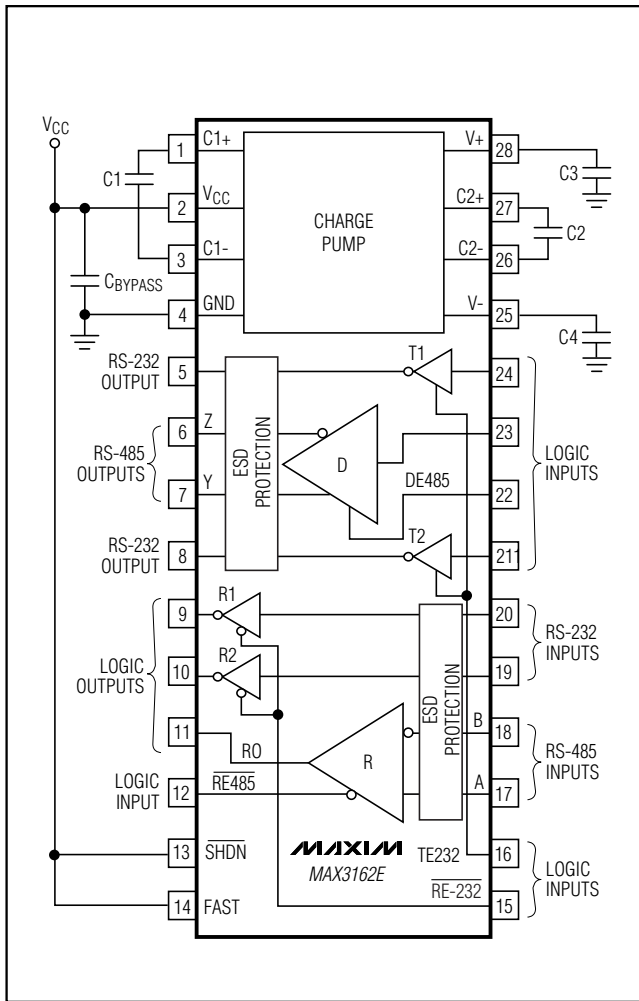 VCC
1 C1+ V+ 28
C1 C3
2 VCC C2+ 27
CHARGE
PUMP
C2
3 C1- C2- 26
CBYPASS
4 GND V- 25
C4
RS-232
OUTPUT
5 T1 24
6 Z 23
RS-485
OUTPUTS
ESD
PROTECTION
D
LOGIC
INPUTS
7 Y DE485 22
RS-232
OUTPUT
8 T2 211
9 R1 20
RS-232
INPUTS
10 R2 19
LOGIC
OUTPUTS
ESD
PROTECTION
11 RO R B 18
RS-485
INPUTS
LOGIC
INPUT
12 RE485 A 17
13 SHDN MAXIM TE232 16
MAX3162E
LOGIC
INPUTS
14 FAST RE-232 15